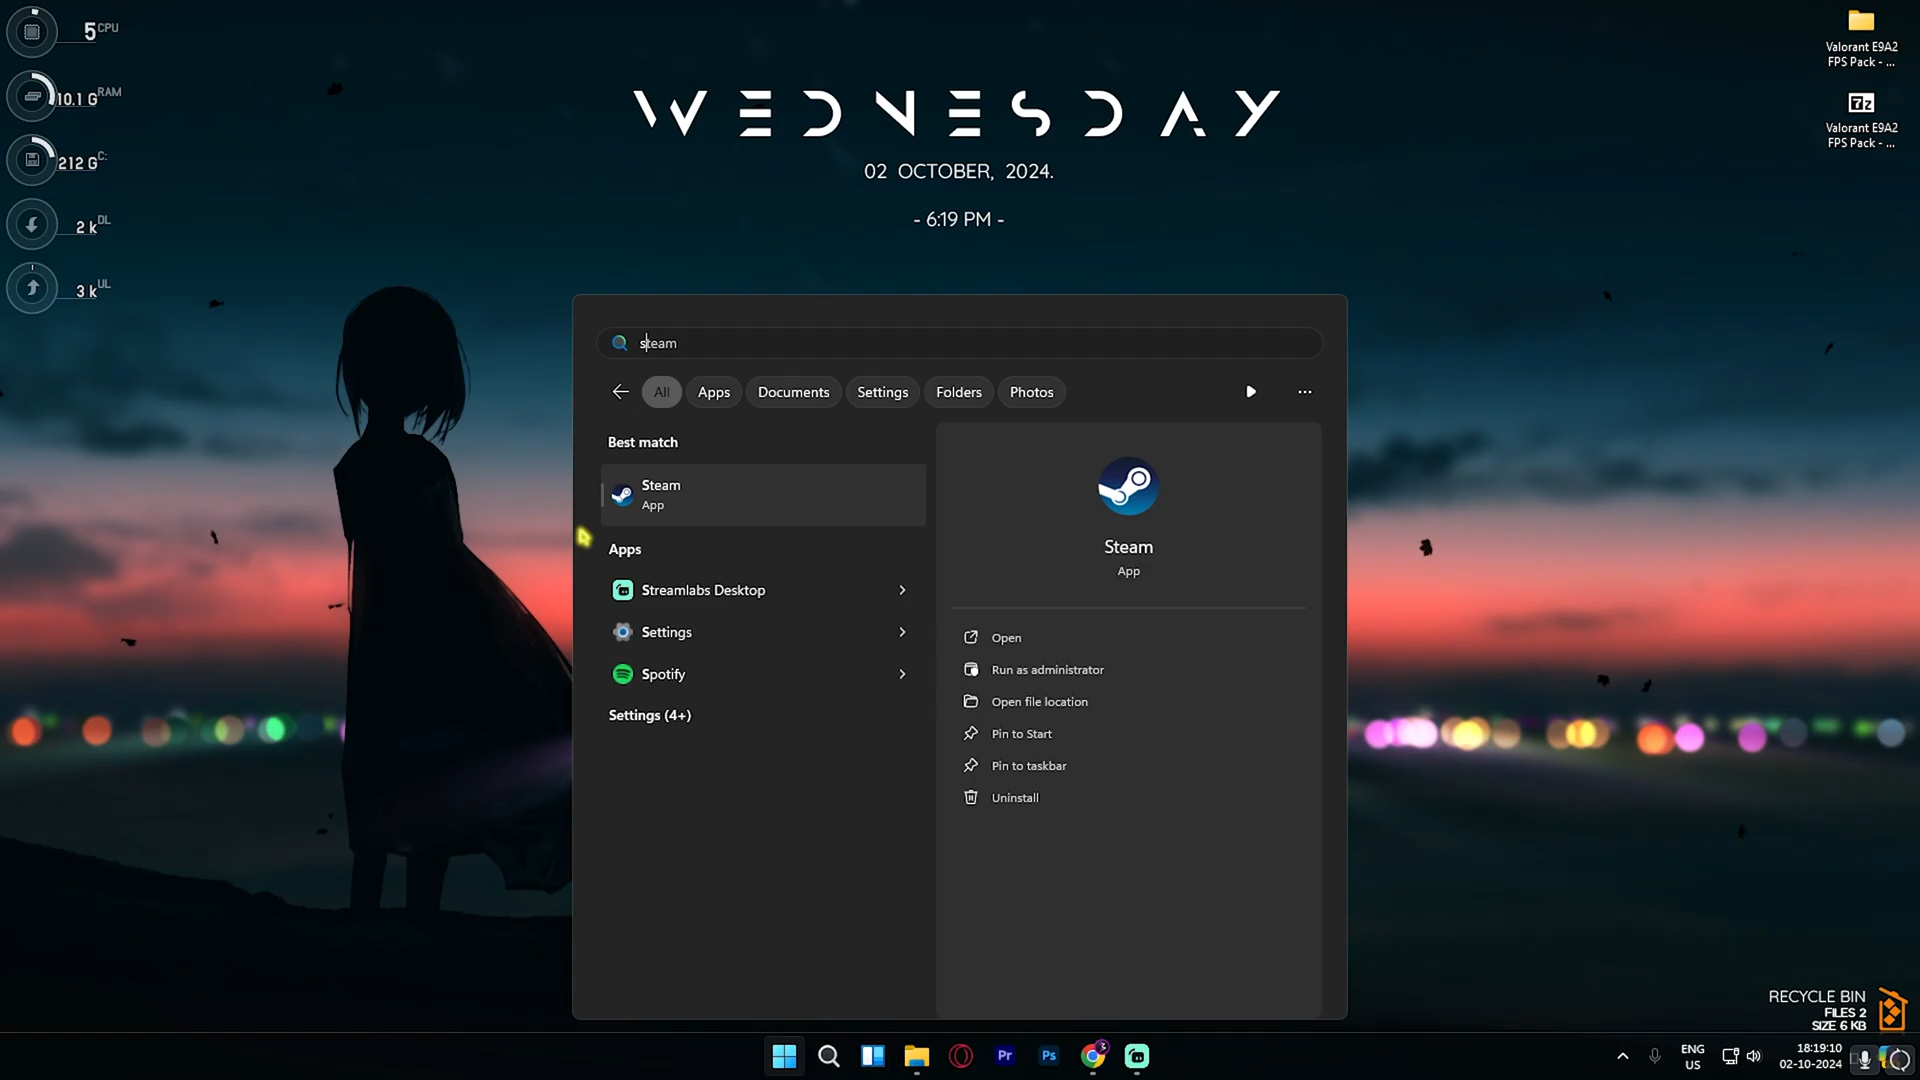 5 CPU
10.1 G RAM
212 G C:
2 k DL
3 k UL
WEDNESDAY
02 OCTOBER, 2024.
- 6:19 PM -
Valorant E9A2
FPS Pack - ...
7z
Valorant E9A2
FPS Pack - ...
steam
All Apps Documents Settings Folders Photos
Best match
Steam
App
Apps
Streamlabs Desktop
Settings
Spotify
Settings (4+)
Steam
App
Open
Run as administrator
Open file location
Pin to Start
Pin to taskbar
Uninstall
RECYCLE BIN
FILES 2
SIZE 6 KB
Pr
Ps
3
ENG
US
18:19:10
02-10-2024